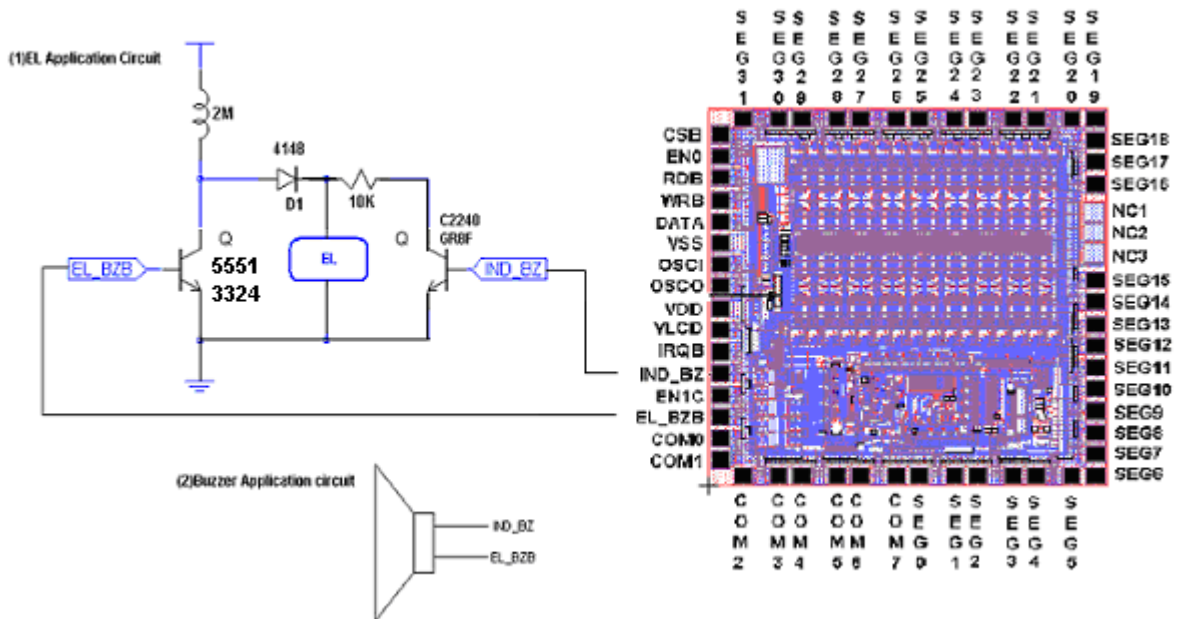 (1)EL Application Circuit
2M
4148
D1
10K
C2240
GR8F
Q
5551
3324
EL
Q
EL_BZB
IND_BZ
(2)Buzzer Application circuit
IND_BZ
EL_BZB
SEG31
SEG30
SEG29
SEG28
SEG27
SEG26
SEG25
SEG24
SEG23
SEG22
SEG21
SEG20
SEG19
CSB
EN0
RDB
WRB
DATA
VSS
OSCI
OSCO
VDD
VLCD
IRQB
IND_BZ
EN1C
EL_BZB
COM0
COM1
SEG18
SEG17
SEG16
NC1
NC2
NC3
SEG15
SEG14
SEG13
SEG12
SEG11
SEG10
SEG9
SEG8
SEG7
SEG6
COM2
COM3
COM4
COM5
COM6
COM7
SEG0
SEG1
SEG2
SEG3
SEG4
SEG5